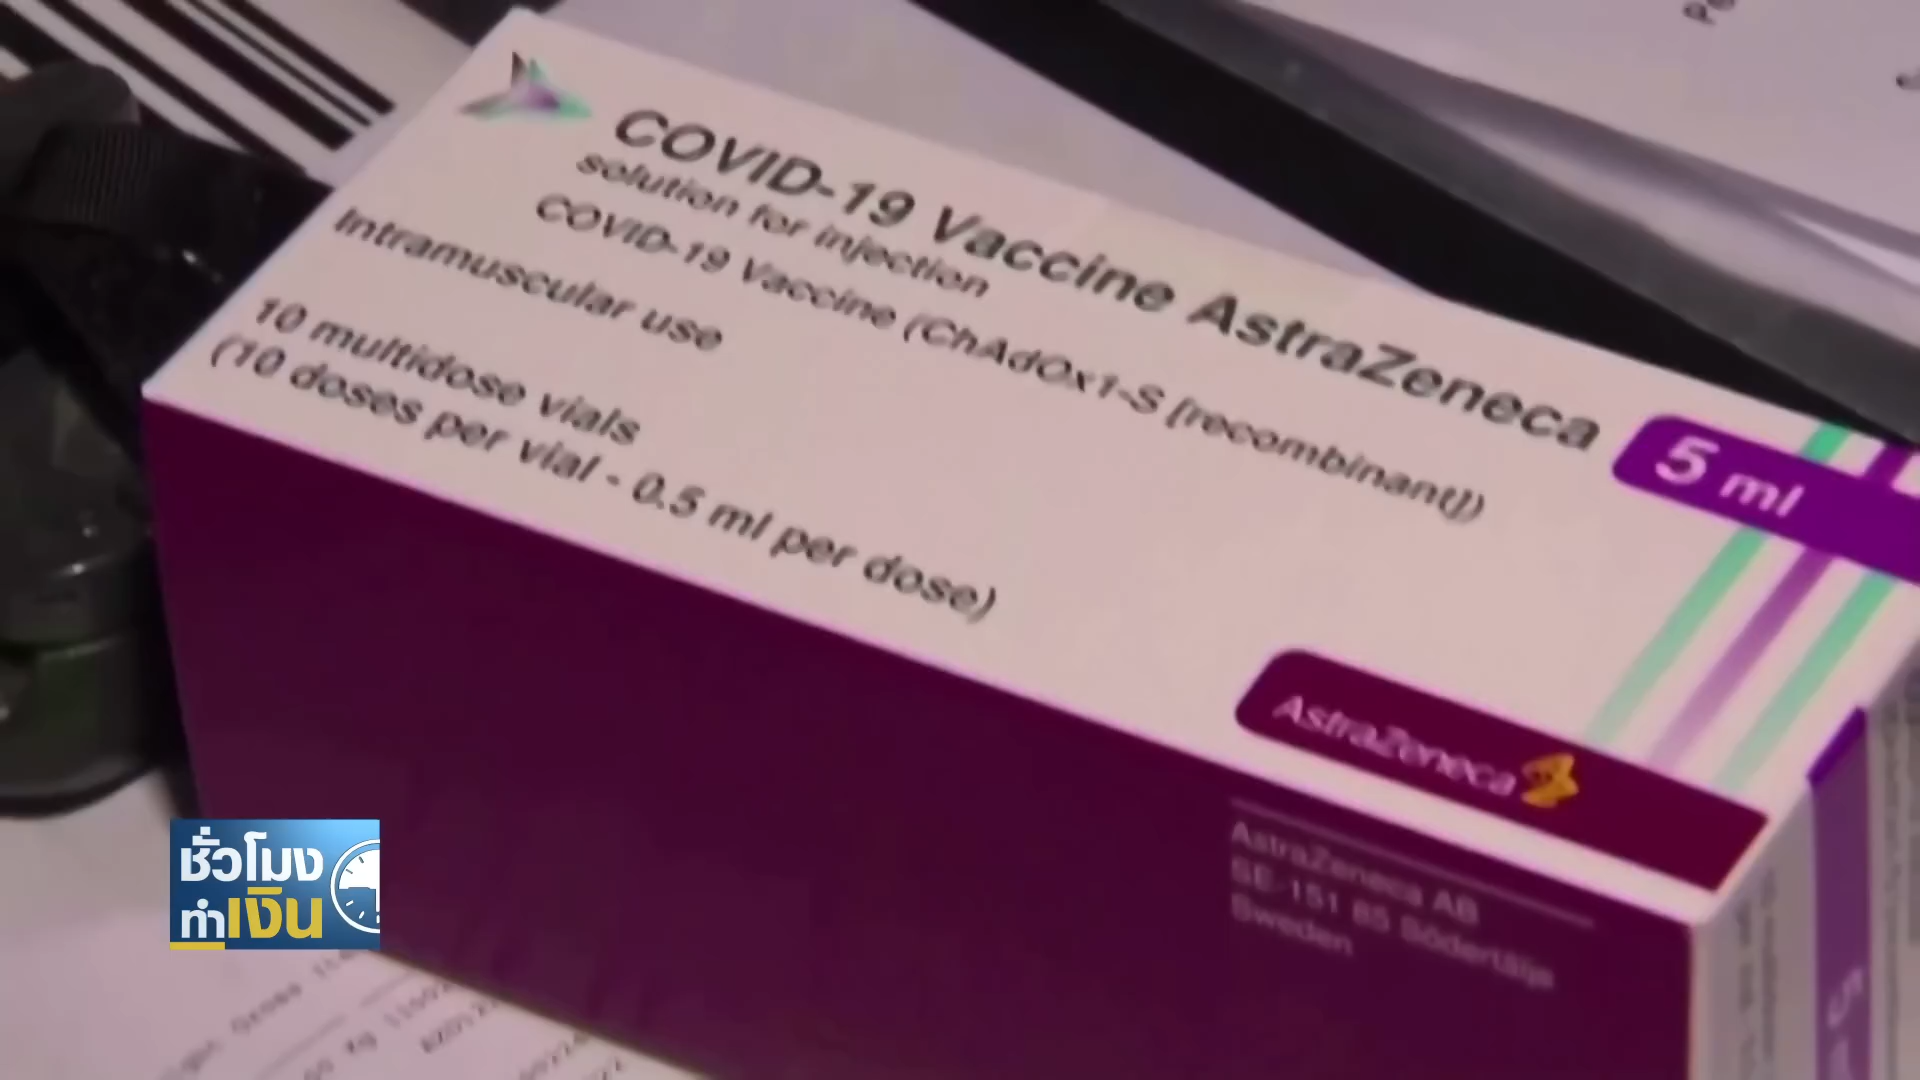 COVID-19 Vaccine AstraZeneca
solution for injection
COVID-19 Vaccine (ChAdOx1-S [recombinant])
Intramuscular use
10 multidose vials
(10 doses per vial - 0.5 ml per dose)
5 ml
AstraZeneca
AstraZeneca AB
SE-151 85 Södertälje
Sweden
ชั่วโมง
ทำเงิน